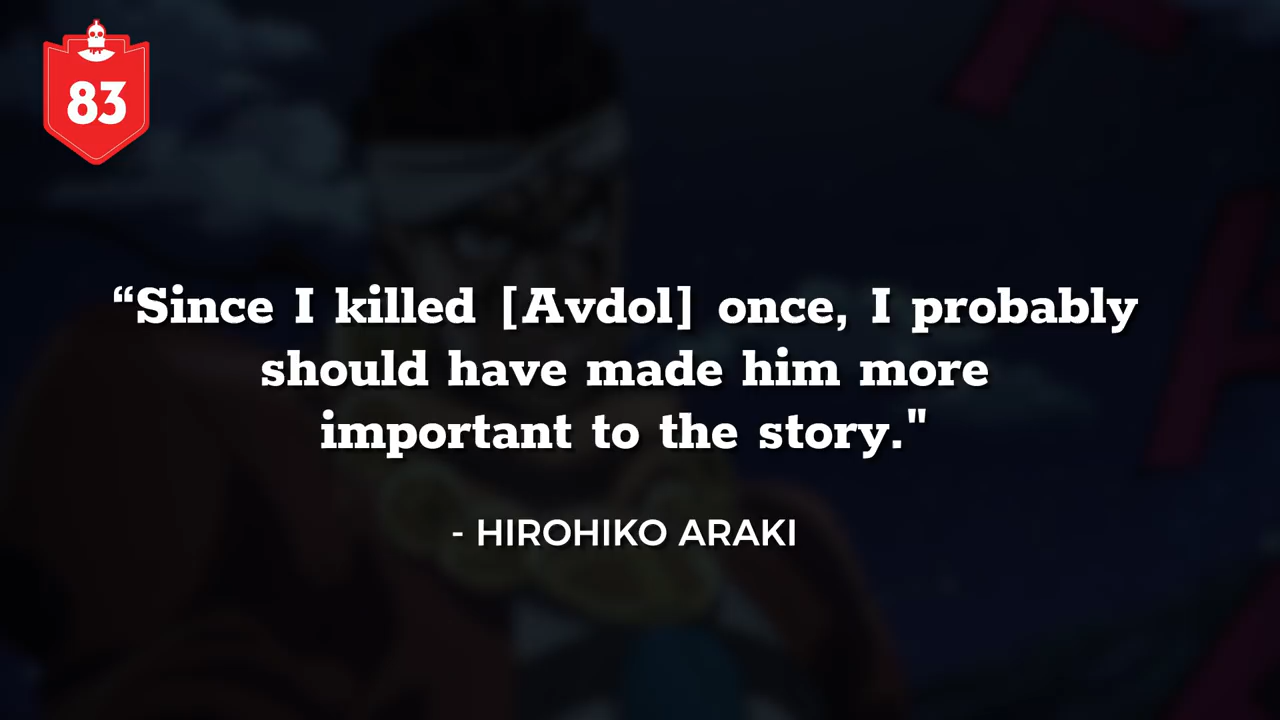 83
“Since I killed [Avdol] once, I probably
should have made him more
important to the story."
- HIROHIKO ARAKI